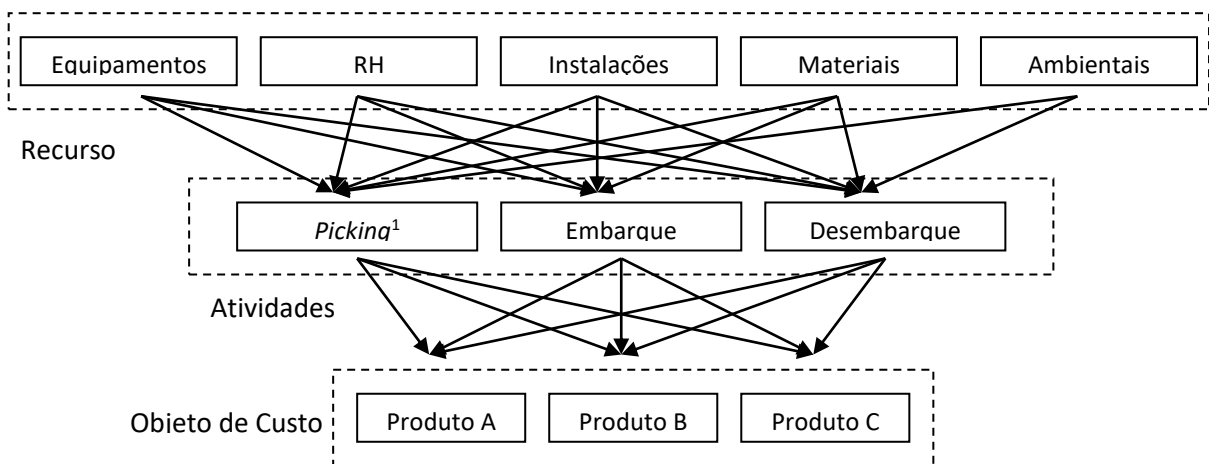 Equipamentos RH Instalações Materiais Ambientais
Recurso
Picking¹ Embarque Desembarque
Atividades
Objeto de Custo Produto A Produto B Produto C